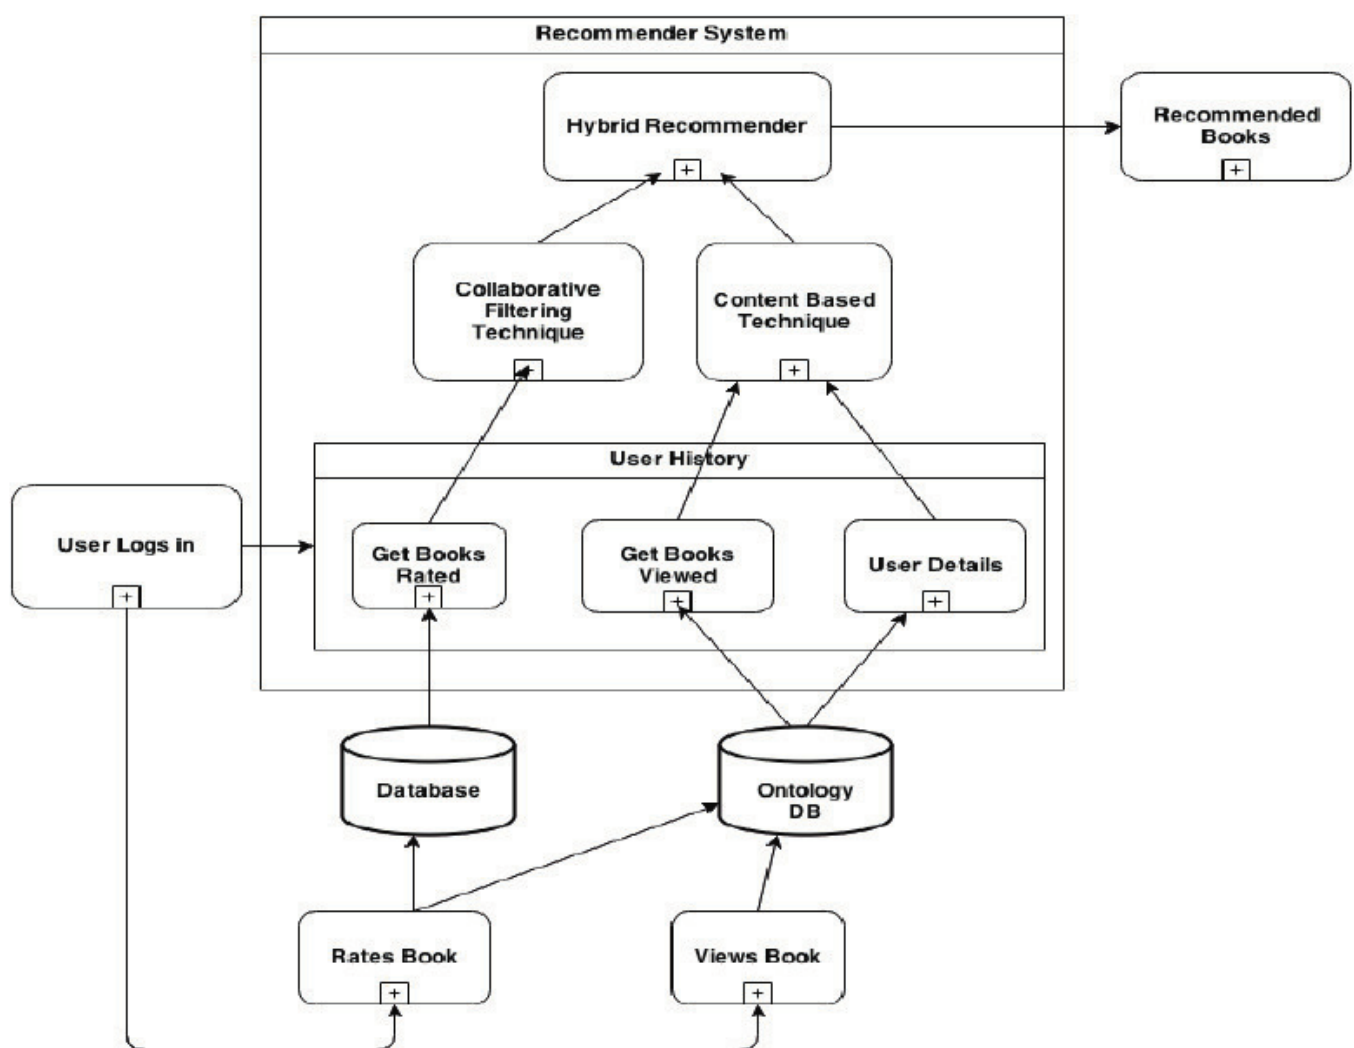 Recommender System
Hybrid Recommender
+
Recommended
Books
+
Collaborative
Filtering
Technique
+
Content Based
Technique
+
User History
User Logs in
+
Get Books
Rated
+
Get Books
Viewed
+
User Details
+
Database
Ontology
DB
Rates Book
+
Views Book
+